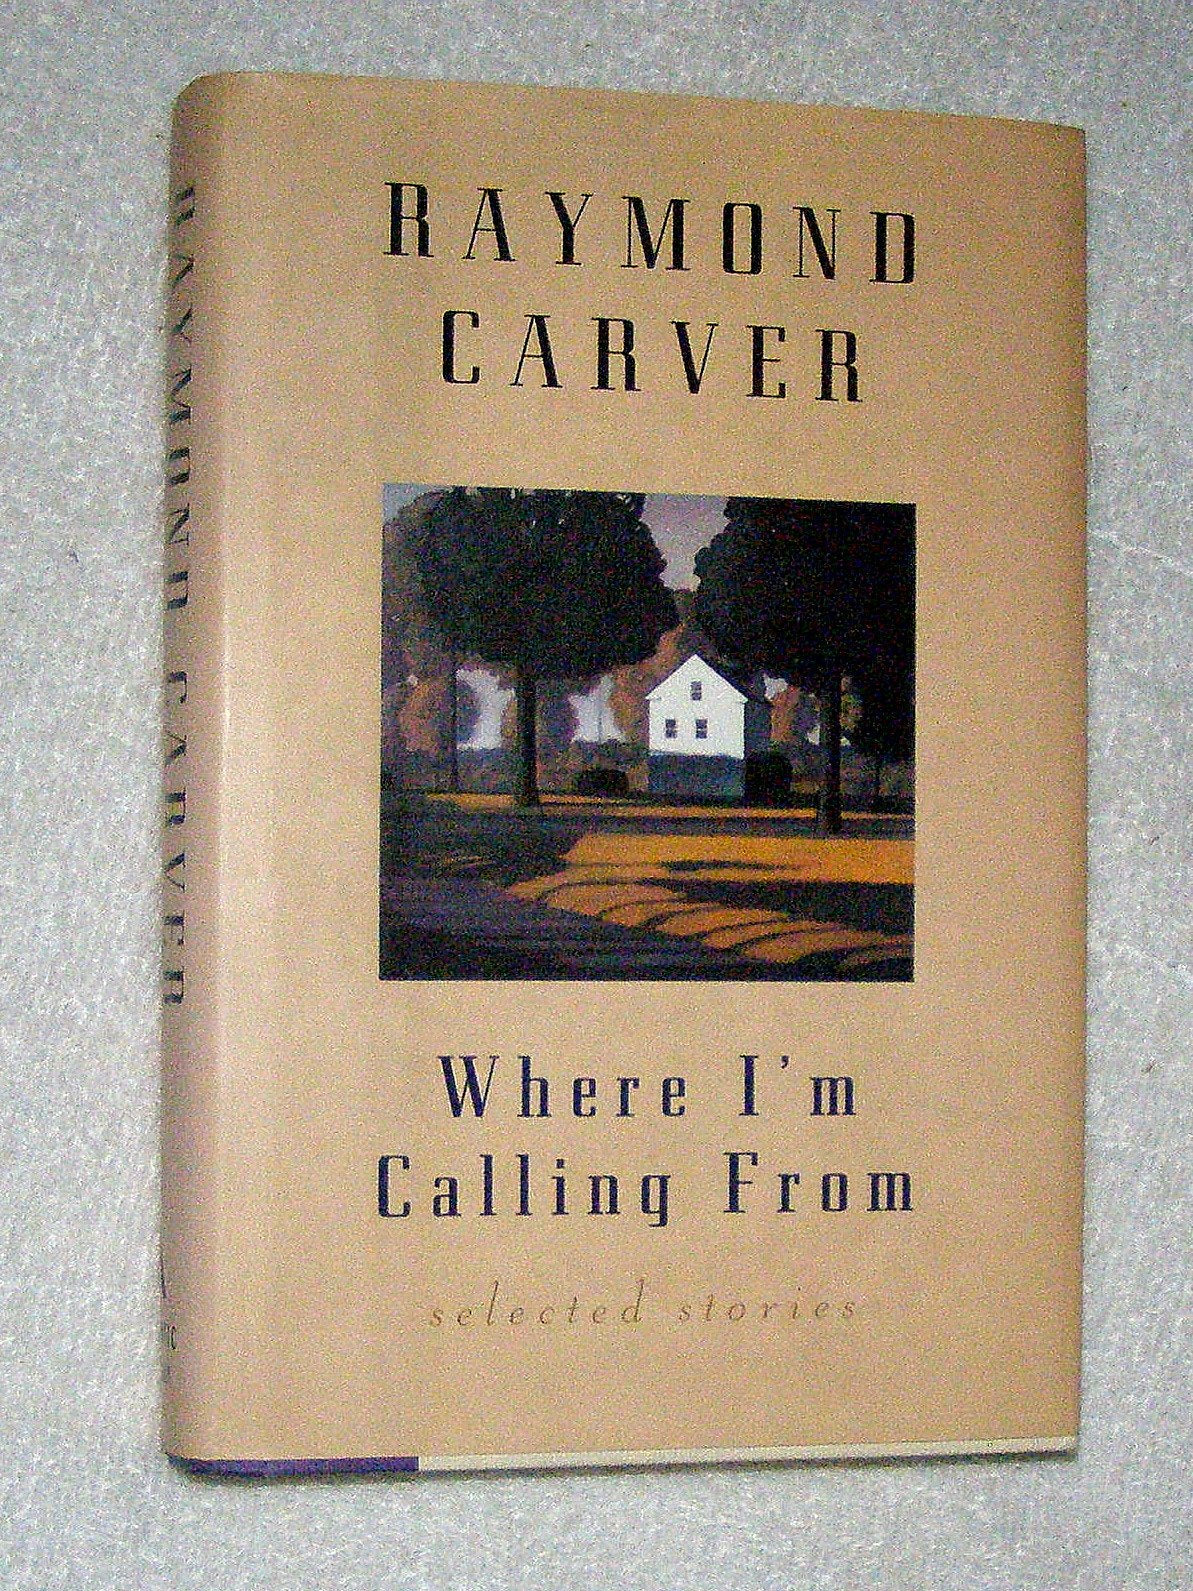 RAYMOND
CARVER
Where I'm
Calling From
selected stories
RAYMOND CARVER